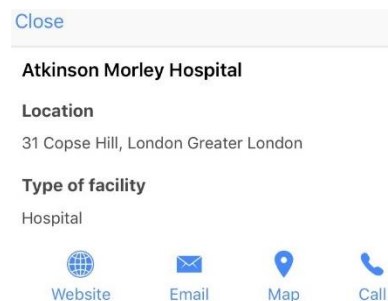 Close
Atkinson Morley Hospital
Location
31 Copse Hill, London Greater London
Type of facility
Hospital
Website Email Map Call